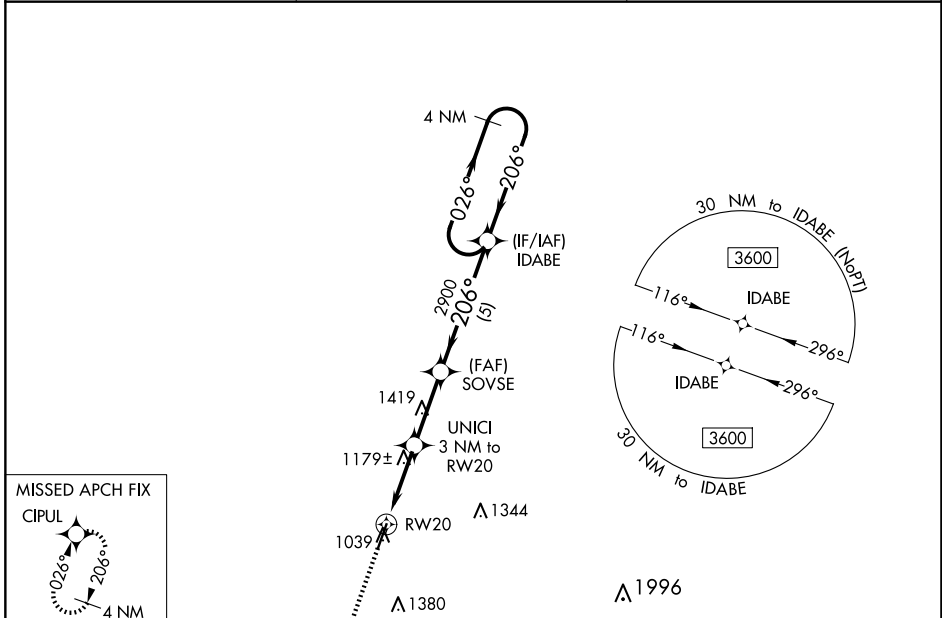 4 NM
026°
206°
(IF/IAF)
IDABE
2900
206°
(5)
(FAF)
SOVSE
1419
UNICI
3 NM to
RW20
1179±
RW20
1039
1344
1380
1996
30 NM to IDABE (NoPT)
3600
116°
IDABE
296°
116°
IDABE
296°
3600
30 NM to IDABE
MISSED APCH FIX
CIPUL
026°
206°
4 NM